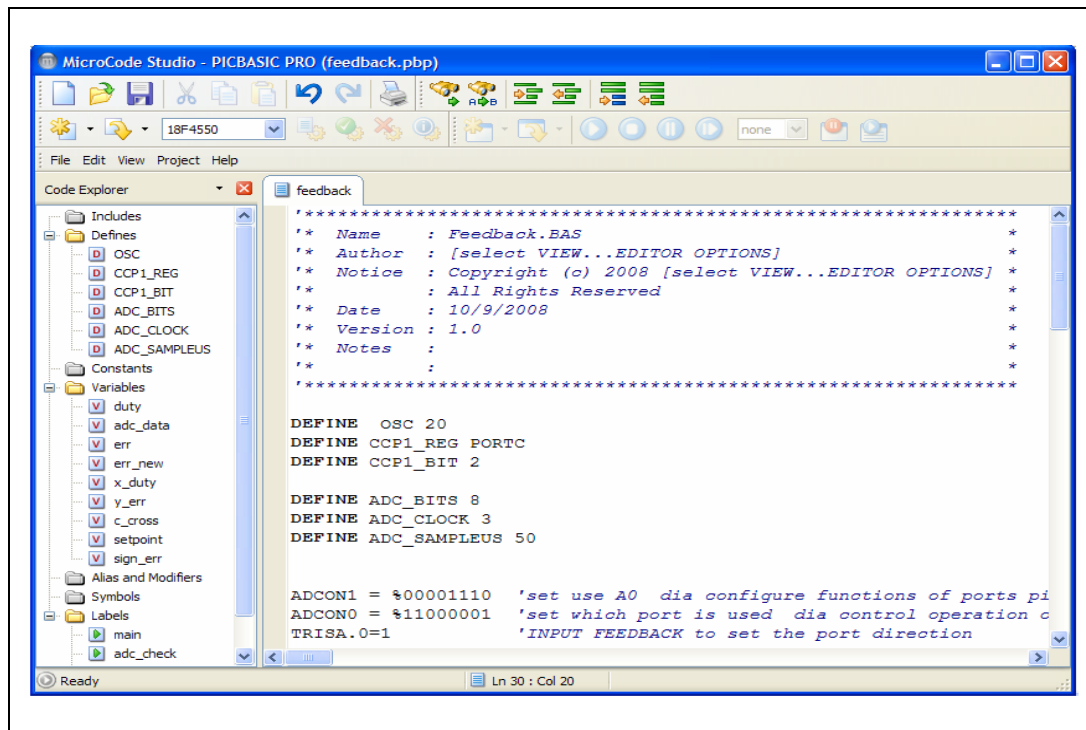 MicroCode Studio - PICBASIC PRO (feedback.pbp)
18F4550
none
File Edit View Project Help
Code Explorer
feedback
Includes
Defines
OSC
CCP1_REG
CCP1_BIT
ADC_BITS
ADC_CLOCK
ADC_SAMPLEUS
Constants
Variables
duty
adc_data
err
err_new
x_duty
y_err
c_cross
setpoint
sign_err
Alias and Modifiers
Symbols
Labels
main
adc_check
'****************************************************************
'*  Name    : Feedback.BAS                                      *
'*  Author  : [select VIEW...EDITOR OPTIONS]                    *
'*  Notice  : Copyright (c) 2008 [select VIEW...EDITOR OPTIONS] *
'*          : All Rights Reserved                               *
'*  Date    : 10/9/2008                                         *
'*  Version : 1.0                                               *
'*  Notes   :                                                   *
'*          :                                                   *
'****************************************************************
DEFINE  OSC 20
DEFINE CCP1_REG PORTC
DEFINE CCP1_BIT 2
DEFINE ADC_BITS 8
DEFINE ADC_CLOCK 3
DEFINE ADC_SAMPLEUS 50
ADCON1 = %00001110   'set use A0  dia configure functions of ports pi
ADCON0 = %11000001   'set which port is used  dia control operation o
TRISA.0=1            'INPUT FEEDBACK to set the port direction
Ready
Ln 30 : Col 20